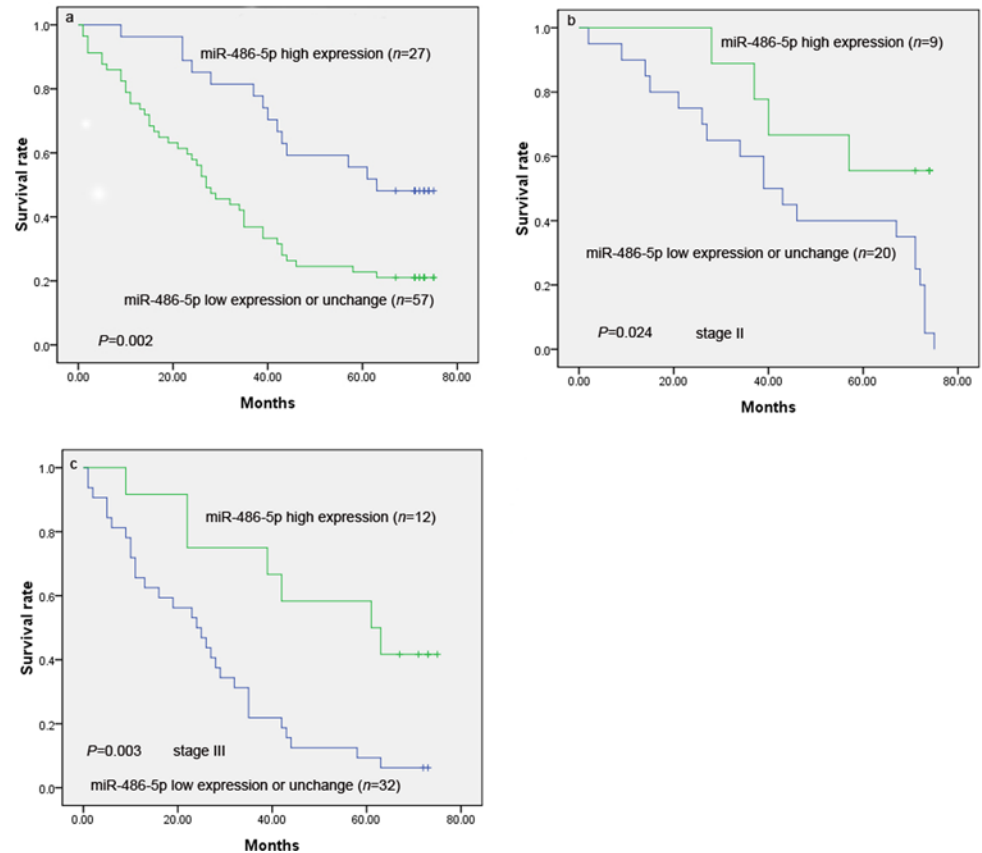 a
miR-486-5p high expression (n=27)
miR-486-5p low expression or unchange (n=57)
P=0.002
Survival rate
1.0
0.8
0.6
0.4
0.2
0.0
0.00 20.00 40.00 60.00 80.00
Months
b
miR-486-5p high expression (n=9)
miR-486-5p low expression or unchange (n=20)
P=0.024 stage II
Survival rate
1.0
0.8
0.6
0.4
0.2
0.0
0.00 20.00 40.00 60.00 80.00
Months
c
miR-486-5p high expression (n=12)
P=0.003 stage III
miR-486-5p low expression or unchange (n=32)
Survival rate
1.0
0.8
0.6
0.4
0.2
0.0
0.00 20.00 40.00 60.00 80.00
Months